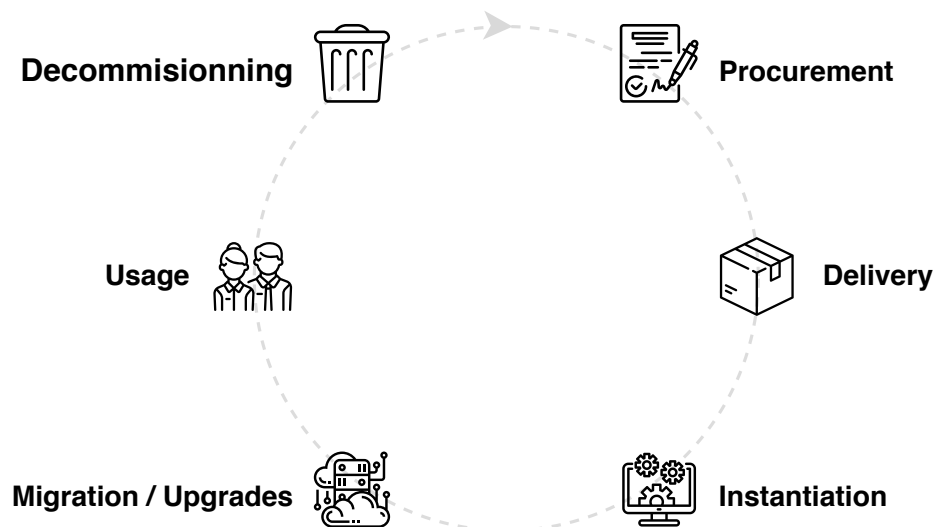 Decommisionning
Procurement
Usage
Delivery
Migration / Upgrades
Instantiation